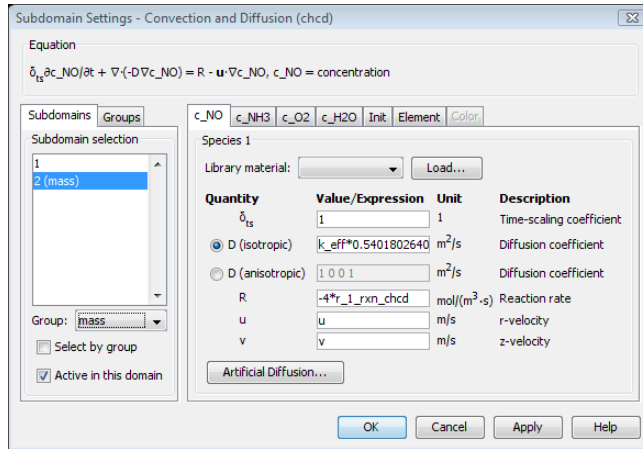 Subdomain Settings - Convection and Diffusion (chcd)
Equation
δts∂c_NO/∂t + ∇·(-D∇c_NO) = R - u·∇c_NO, c_NO = concentration
Subdomains Groups
Subdomain selection
1
2 (mass)
Group: mass
Select by group
Active in this domain
c_NO c_NH3 c_O2 c_H2O Init Element Color
Species 1
Library material: Load...
Quantity Value/Expression Unit Description
δts 1 1 Time-scaling coefficient
D (isotropic) k_eff*0.5401802640 m²/s Diffusion coefficient
D (anisotropic) 1 0 0 1 m²/s Diffusion coefficient
R -4*r_1_rxn_chcd mol/(m³·s) Reaction rate
u u m/s r-velocity
v v m/s z-velocity
Artificial Diffusion...
OK Cancel Apply Help